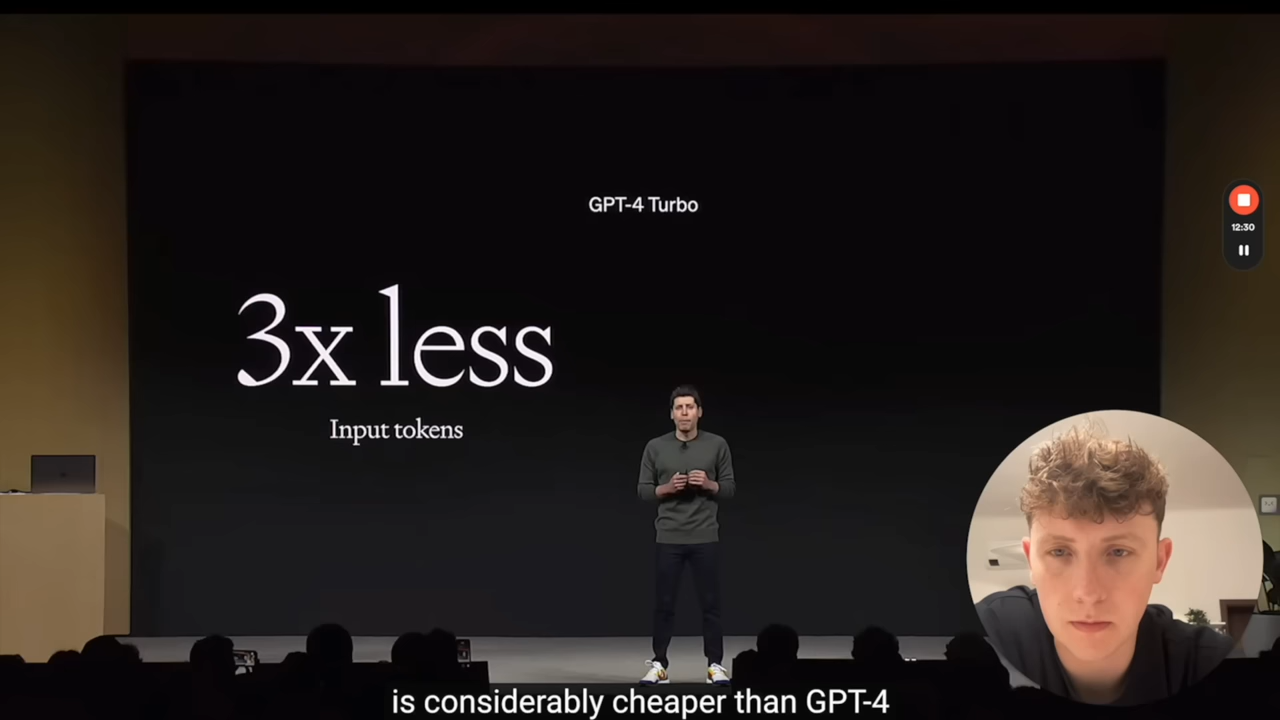 GPT-4 Turbo
3x less
Input tokens
12:30
is considerably cheaper than GPT-4